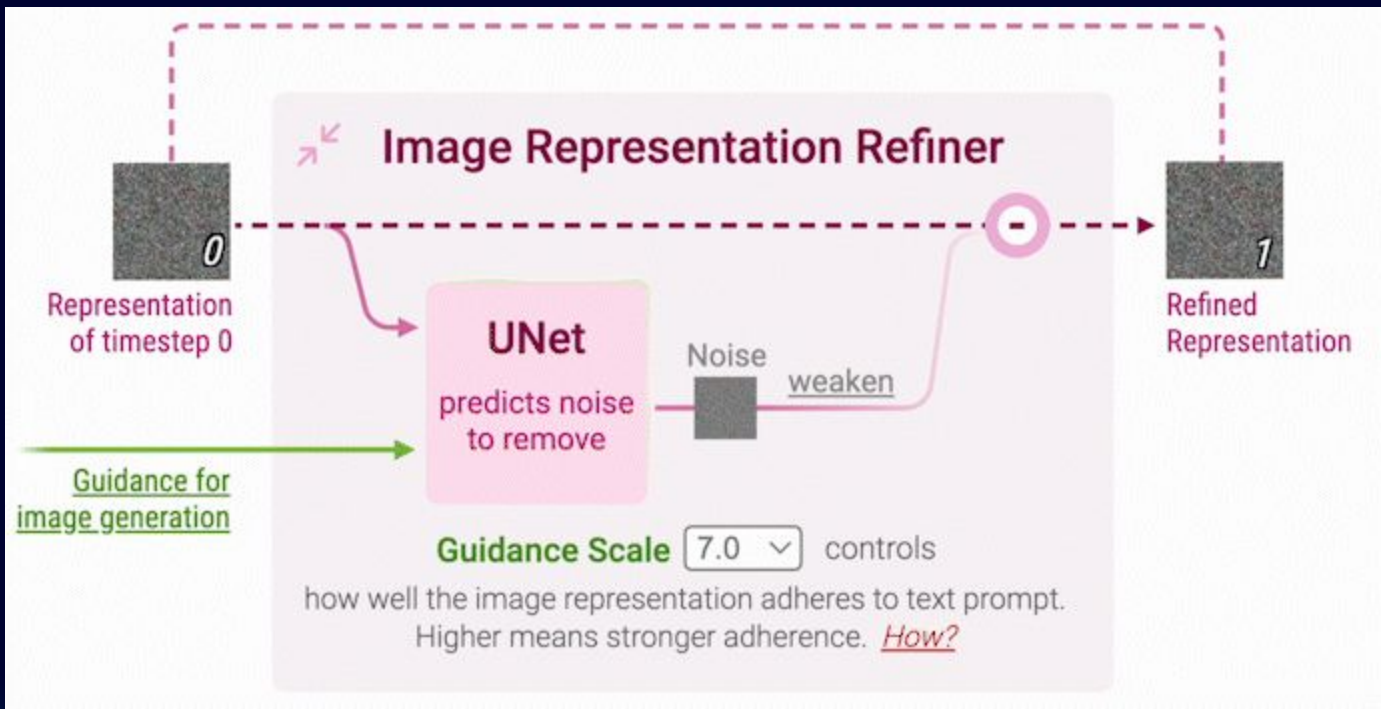 Image Representation Refiner
0
Representation
of timestep 0
1
Refined
Representation
UNet
predicts noise
to remove
Noise
weaken
-
Guidance for
image generation
Guidance Scale 7.0 controls
how well the image representation adheres to text prompt.
Higher means stronger adherence. How?